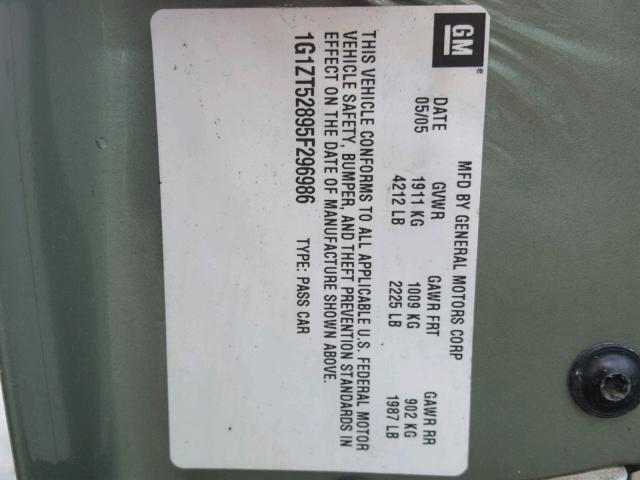 GM®
MFD BY GENERAL MOTORS CORP
DATE GVWR GAWR FRT GAWR RR
05/05 1911 KG 1009 KG 902 KG
4212 LB 2225 LB 1987 LB
THIS VEHICLE CONFORMS TO ALL APPLICABLE U.S. FEDERAL MOTOR
VEHICLE SAFETY, BUMPER, AND THEFT PREVENTION STANDARDS IN
EFFECT ON THE DATE OF MANUFACTURE SHOWN ABOVE.
1G1ZT52895F296986 TYPE: PASS CAR